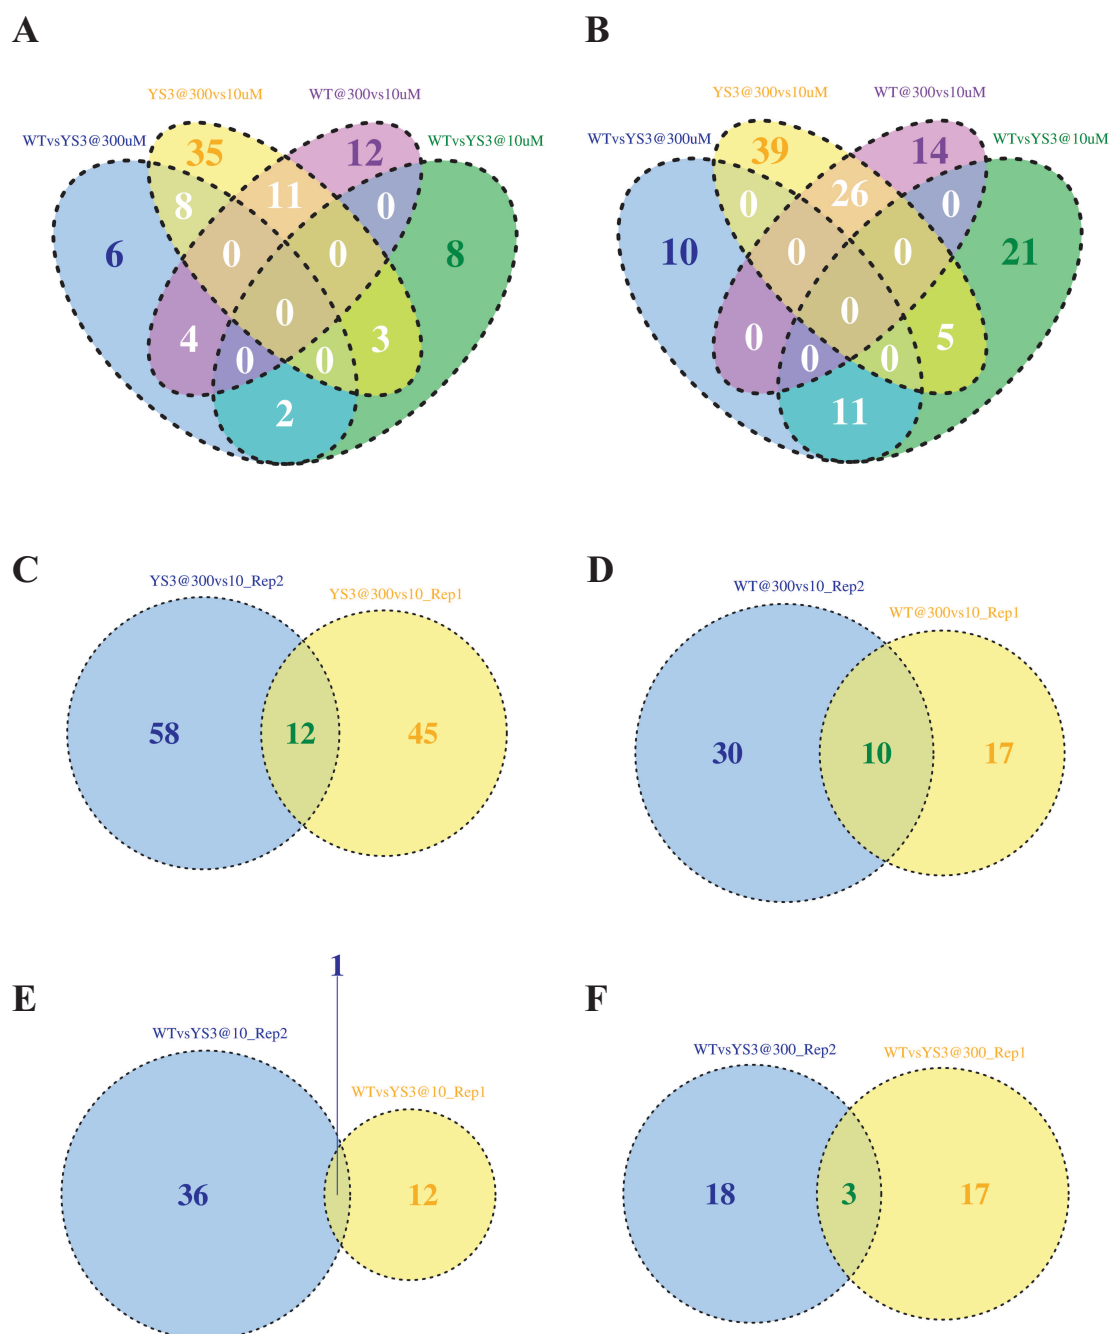 A
B
YS3@300vs10uM
WT@300vs10uM
WTvsYS3@300uM
WTvsYS3@10uM
35
12
8
11
0
6
0
0
8
0
4
0
0
3
2
YS3@300vs10uM
WT@300vs10uM
WTvsYS3@300uM
WTvsYS3@10uM
39
14
0
26
0
10
0
0
21
0
0
0
0
5
11
C
YS3@300vs10_Rep2
YS3@300vs10_Rep1
58
12
45
D
WT@300vs10_Rep2
WT@300vs10_Rep1
30
10
17
E
1
WTvsYS3@10_Rep2
WTvsYS3@10_Rep1
36
12
F
WTvsYS3@300_Rep2
WTvsYS3@300_Rep1
18
3
17